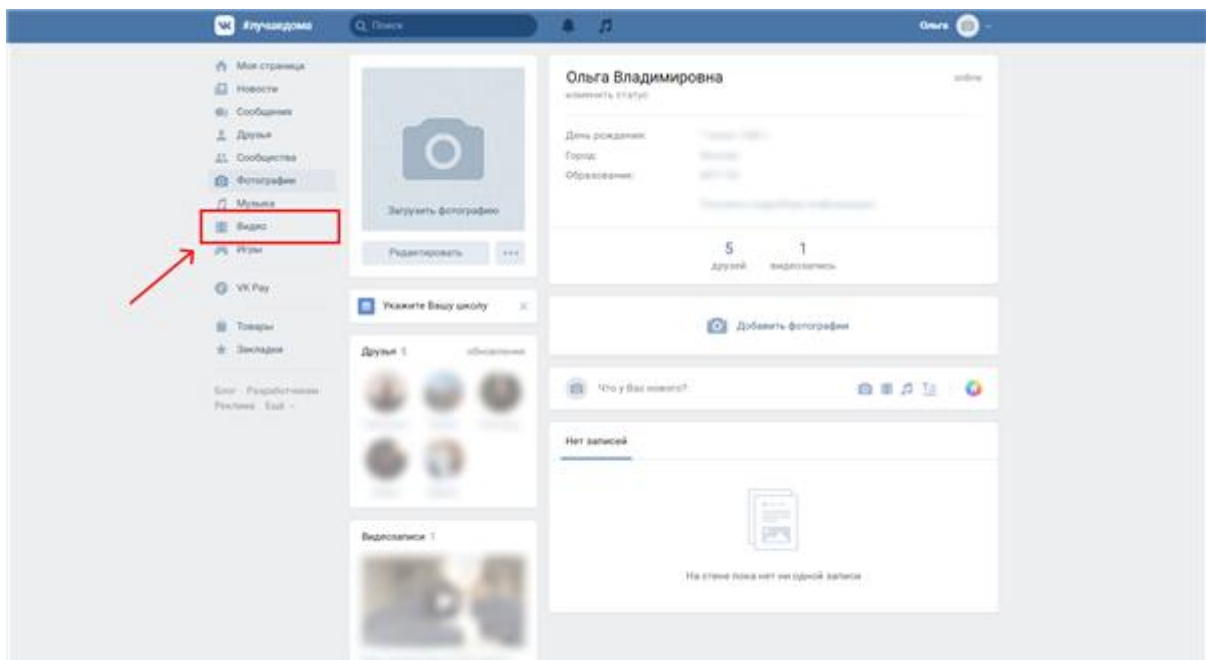 #лучшедома
Поиск
Ольга
Моя страница
Новости
Сообщения
Друзья
Сообщества
Фотографии
Музыка
Видео
Игры
VK Pay
Товары
Закладки
Блог Разработчикам
Реклама Ещё
Загрузить фотографию
Редактировать
Укажите Вашу школу
Друзья 5 обновления
Видеозаписи 1
Ольга Владимировна online
изменить статус
День рождения:
Город:
Образование:
5 1
друзей видеозапись
Добавить фотографии
Что у Вас нового?
Нет записей
На стене пока нет ни одной записи